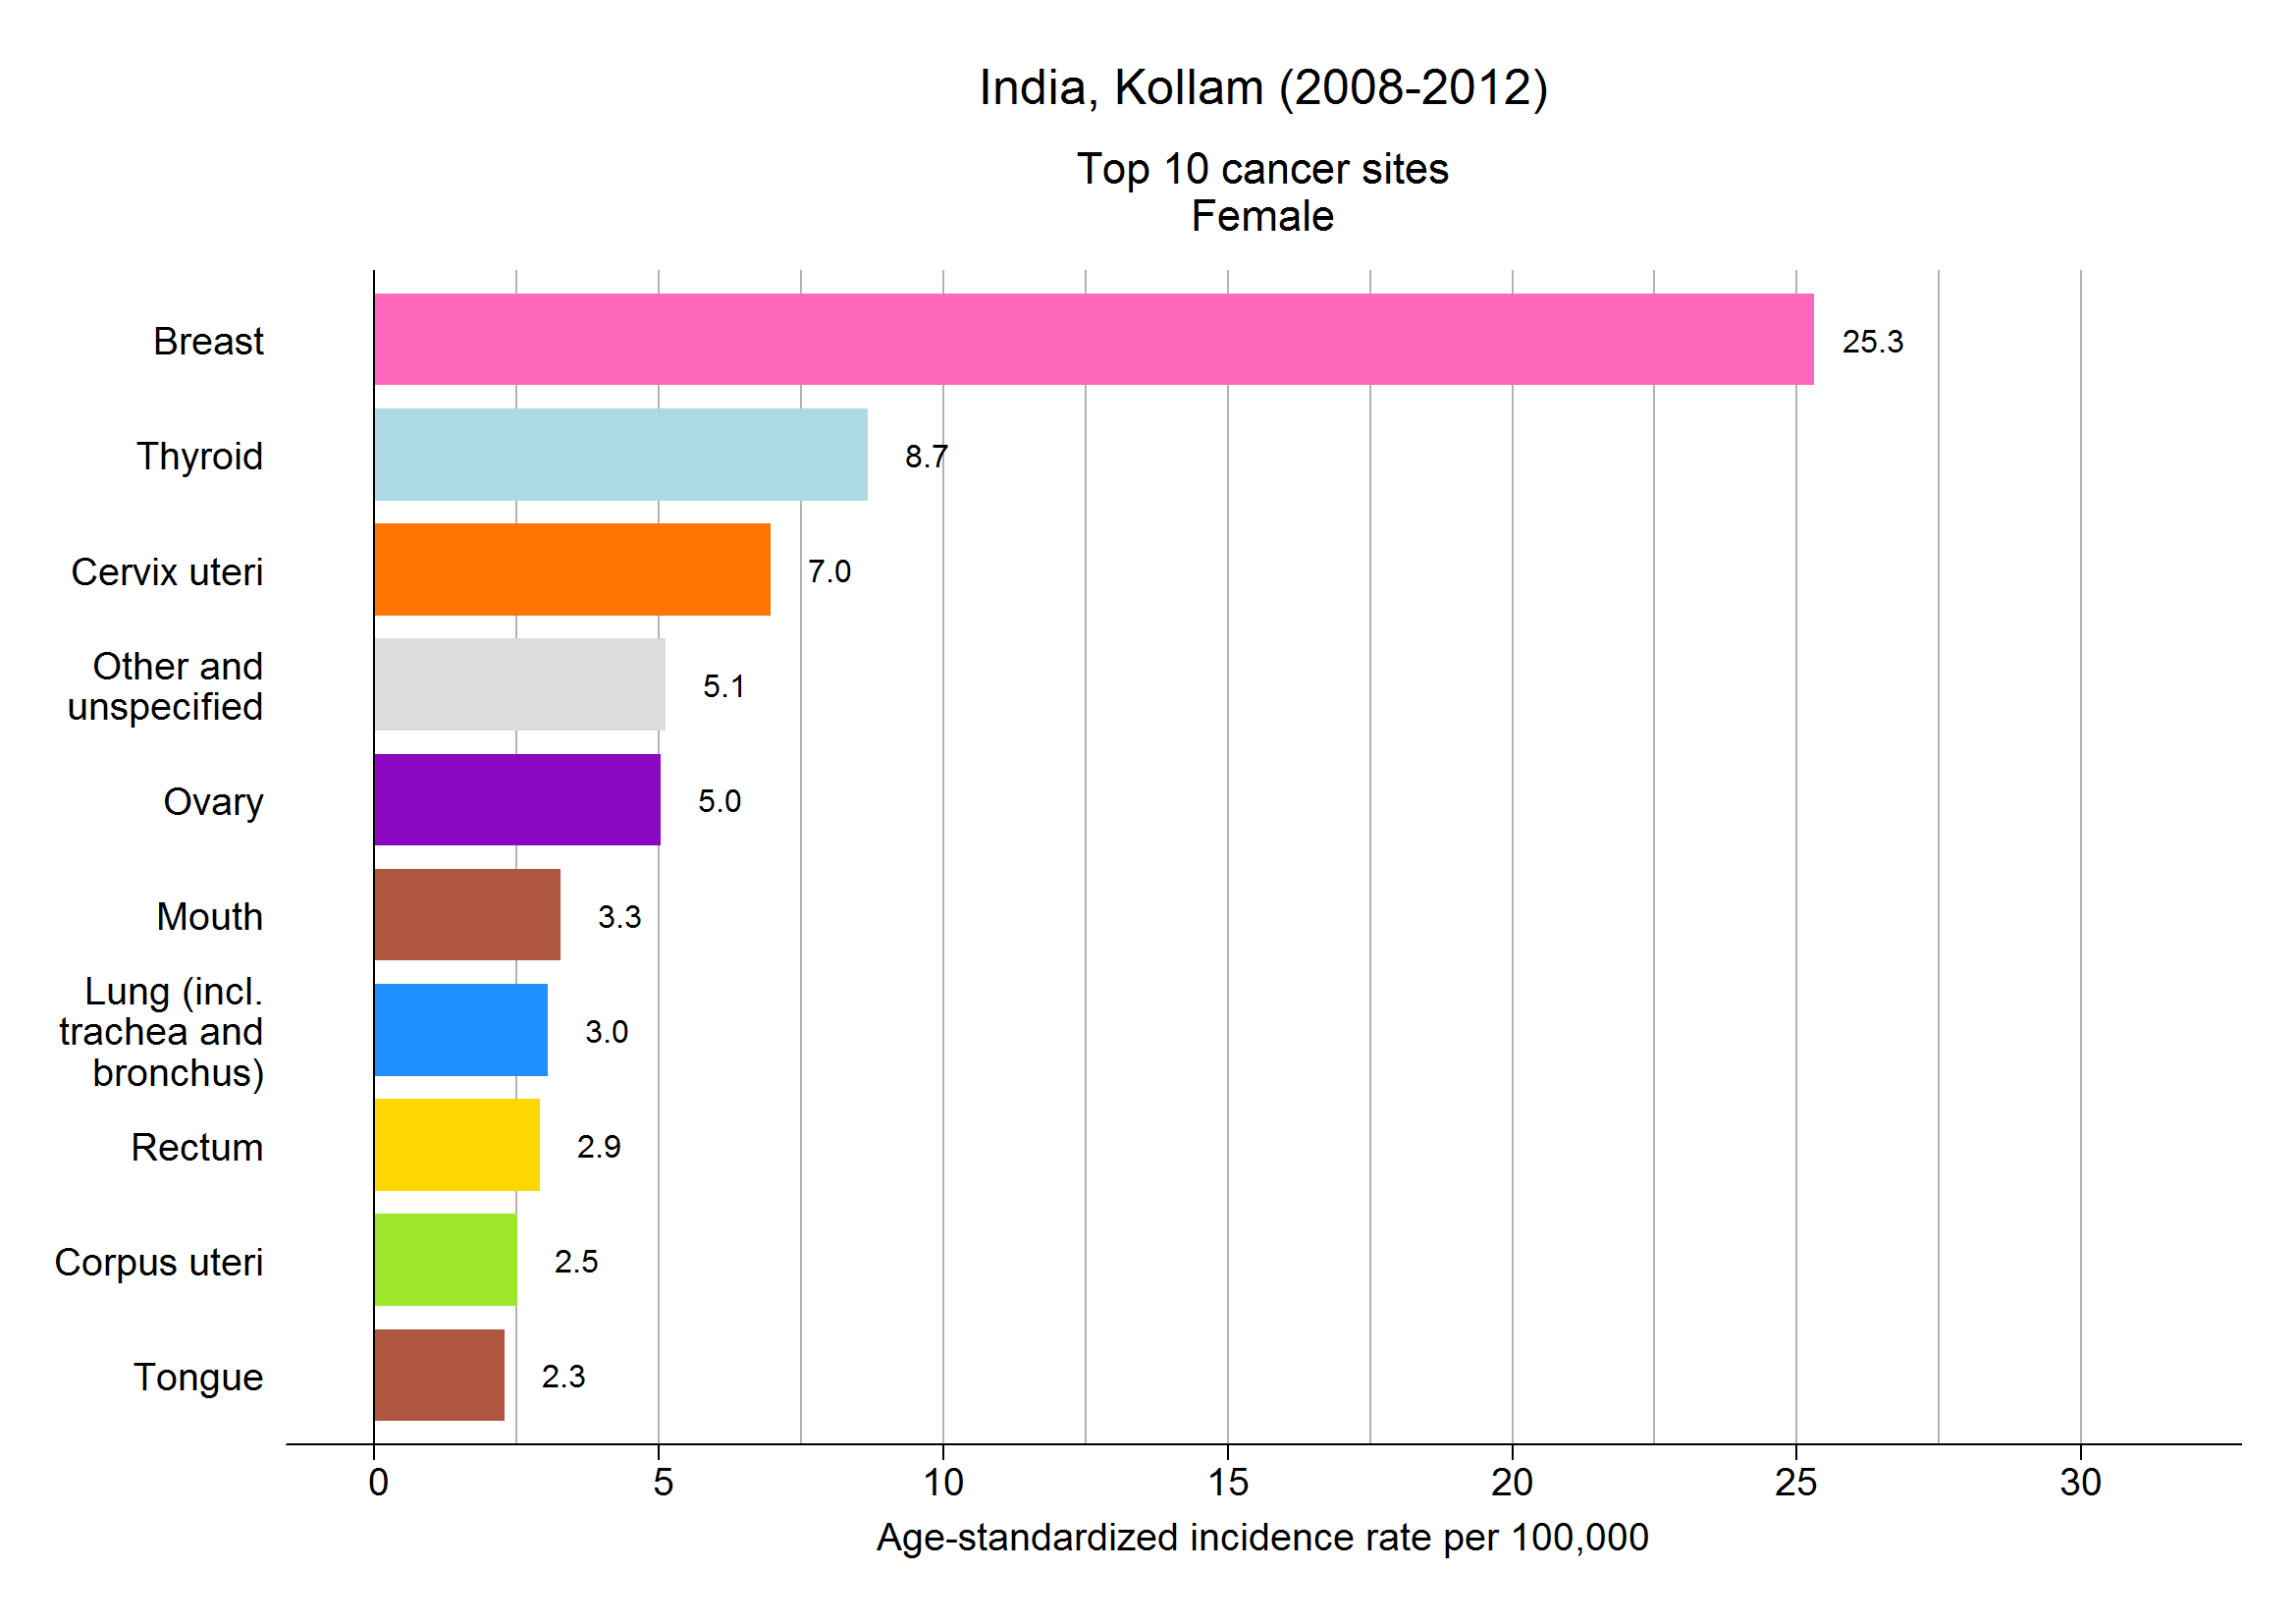 India, Kollam (2008-2012)
Top 10 cancer sites
Female
Breast
25.3
Thyroid
8.7
Cervix uteri
7.0
Other and
unspecified
5.1
Ovary
5.0
Mouth
3.3
Lung (incl.
trachea and
bronchus)
3.0
Rectum
2.9
Corpus uteri
2.5
Tongue
2.3
0 5 10 15 20 25 30
Age-standardized incidence rate per 100,000